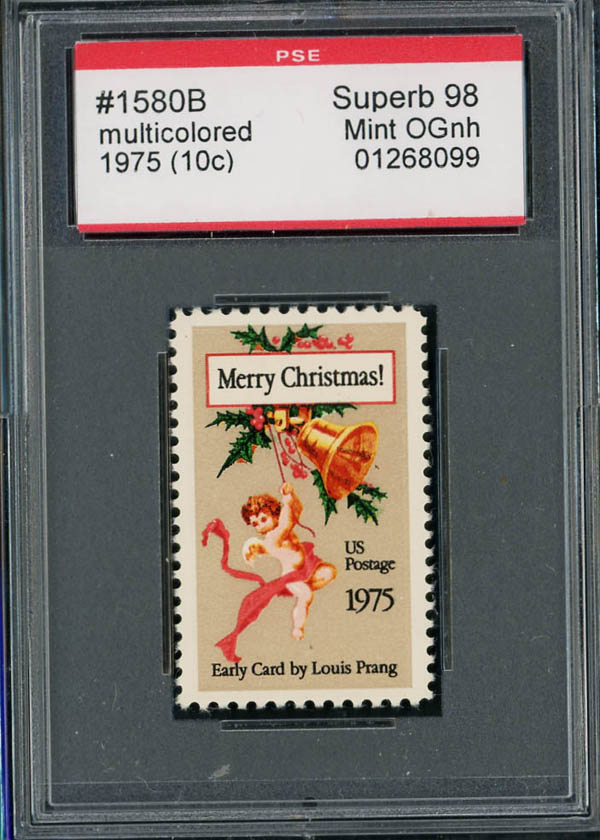 PSE
#1580B
Superb 98
multicolored
Mint OGnh
1975 (10c)
01268099
Merry Christmas!
US
Postage
1975
Early Card by Louis Prang